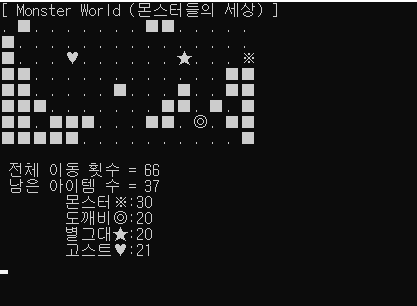 [ Monster World (몬스터들의 세상) ]
전체 이동 횟수 = 66
남은 아이템 수 = 37
몬스터※:30
도깨비◎:20
별그대★:20
고스트♥:21